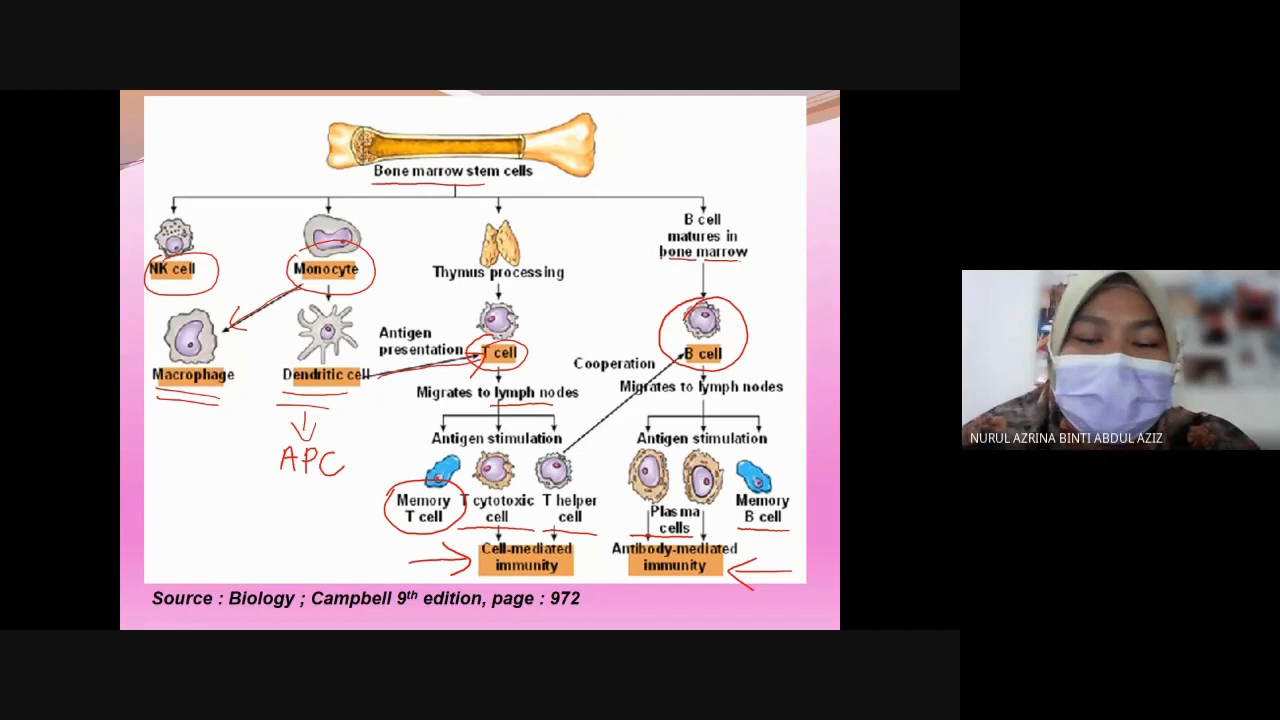 Bone marrow stem cells
NK cell
Monocyte
Thymus processing
B cell
matures in
bone marrow
Macrophage
Dendritic cell
Antigen
presentation
T cell
Cooperation
B cell
Migrates to lymph nodes
Migrates to lymph nodes
Antigen stimulation
Antigen stimulation
APC
Memory
T cell
T cytotoxic
cell
T helper
cell
Plasma
cells
Memory
B cell
Cell-mediated
immunity
Antibody-mediated
immunity
Source : Biology ; Campbell 9th edition, page : 972
NURUL AZRINA BINTI ABDUL AZIZ